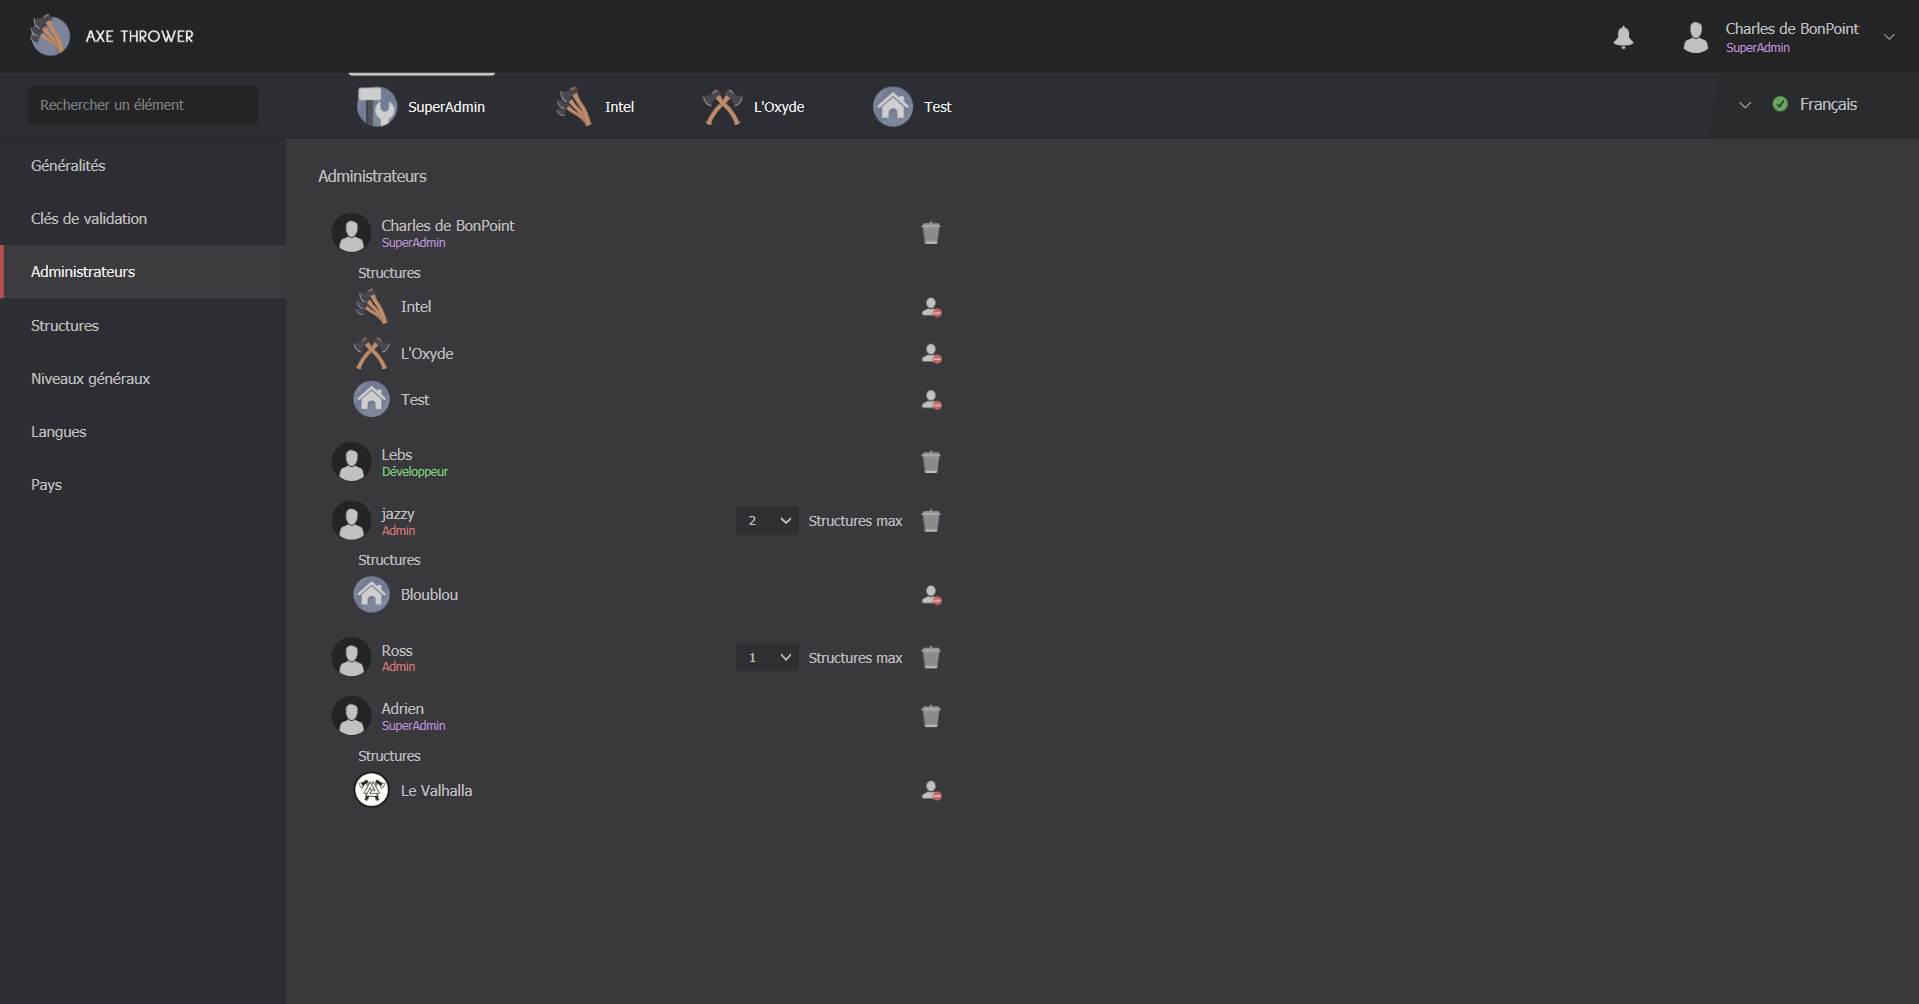 AXE THROWER
Charles de BonPoint
SuperAdmin
Rechercher un élément
SuperAdmin
Intel
L'Oxyde
Test
Français
Généralités
Clés de validation
Administrateurs
Structures
Niveaux généraux
Langues
Pays
Administrateurs
Charles de BonPoint
SuperAdmin
Structures
Intel
L'Oxyde
Test
Lebs
Développeur
jazzy
Admin
2 Structures max
Structures
Bloublou
Ross
Admin
1 Structures max
Adrien
SuperAdmin
Structures
Le Valhalla